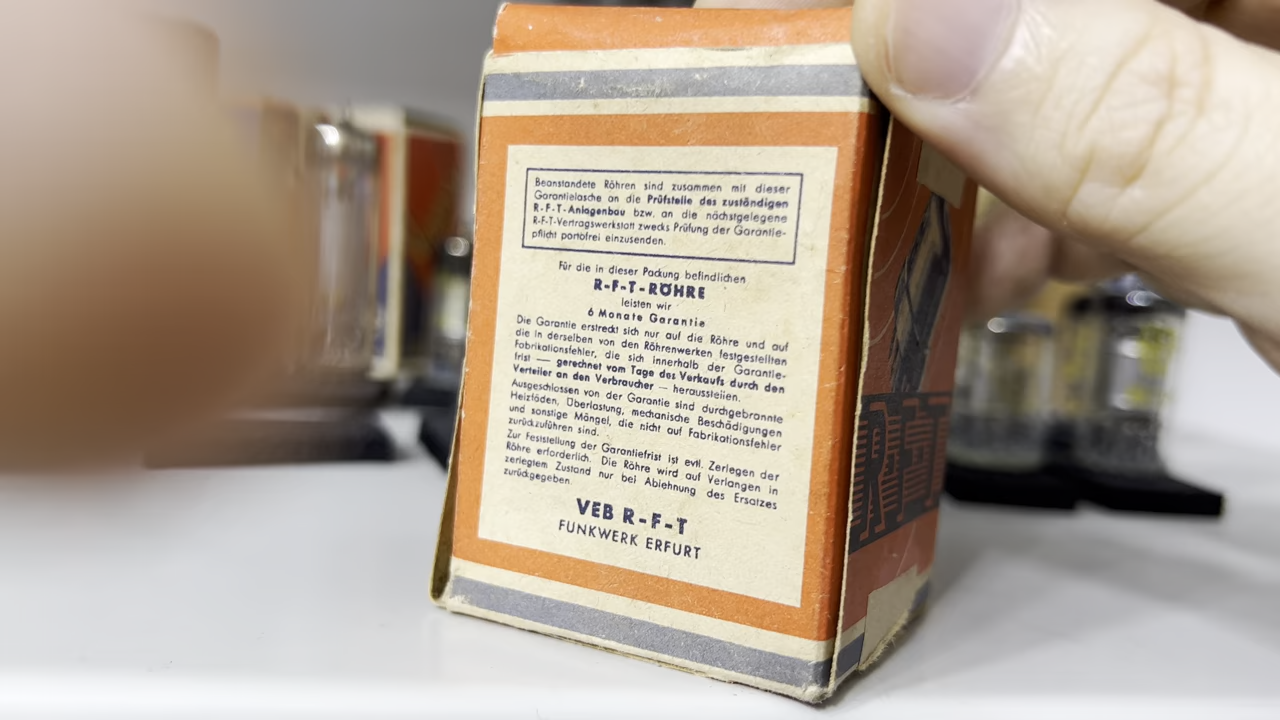 Beanstandete Röhren sind zusammen mit dieser
Garantielasche an die Prüfstelle des zuständigen
R-F-T-Anlagenbau bzw. an die nächstgelegene
R-F-T-Vertragswerkstatt zwecks Prüfung der Garantie-
pflicht portofrei einzusenden.
Für die in dieser Packung befindlichen
R-F-T-RÖHRE
leisten wir
6 Monate Garantie
Die Garantie erstreckt sich nur auf die Röhre und auf
die in derselben von den Röhrenwerken festgestellten
Fabrikationsfehler, die sich innerhalb der Garantie-
frist — gerechnet vom Tage des Verkaufs durch den
Verteiler an den Verbraucher — herausstellen.
Ausgeschlossen von der Garantie sind durchgebrannte
Heizfäden, Überlastung, mechanische Beschädigungen
und sonstige Mängel, die nicht auf Fabrikationsfehler
zurückzuführen sind.
Zur Feststellung der Garantiefrist ist evtl. Zerlegen der
Röhre erforderlich. Die Röhre wird auf Verlangen in
zerlegtem Zustand nur bei Ablehnung des Ersatzes
zurückgegeben.
VEB R-F-T
FUNKWERK ERFURT
RFT